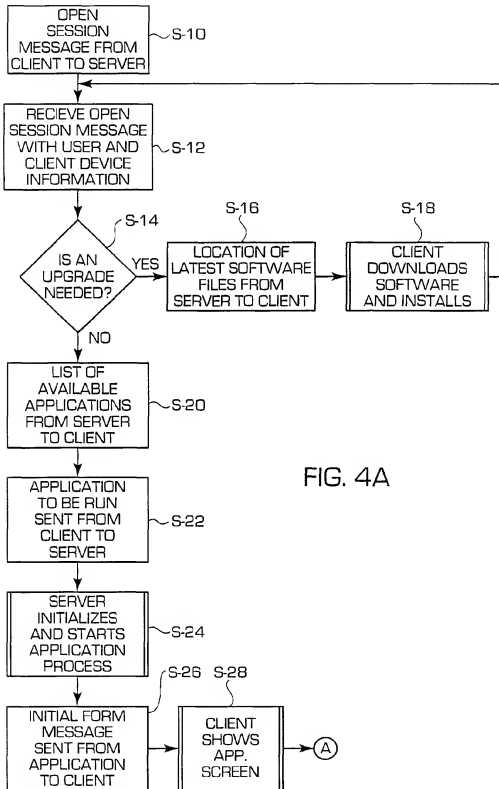 OPEN
SESSION
MESSAGE FROM
CLIENT TO SERVER
S-10
RECIEVE OPEN
SESSION MESSAGE
WITH USER AND
CLIENT DEVICE
INFORMATION
S-12
S-14
IS AN
UPGRADE
NEEDED?
YES
NO
S-16
LOCATION OF
LATEST SOFTWARE
FILES FROM
SERVER TO CLIENT
S-18
CLIENT
DOWNLOADS
SOFTWARE
AND INSTALLS
LIST OF
AVAILABLE
APPLICATIONS
FROM SERVER
TO CLIENT
S-20
FIG. 4A
APPLICATION
TO BE RUN
SENT FROM
CLIENT TO
SERVER
S-22
SERVER
INITIALIZES
AND STARTS
APPLICATION
PROCESS
S-24
S-26
INITIAL FORM
MESSAGE
SENT FROM
APPLICATION
TO CLIENT
S-28
CLIENT
SHOWS
APP.
SCREEN
A